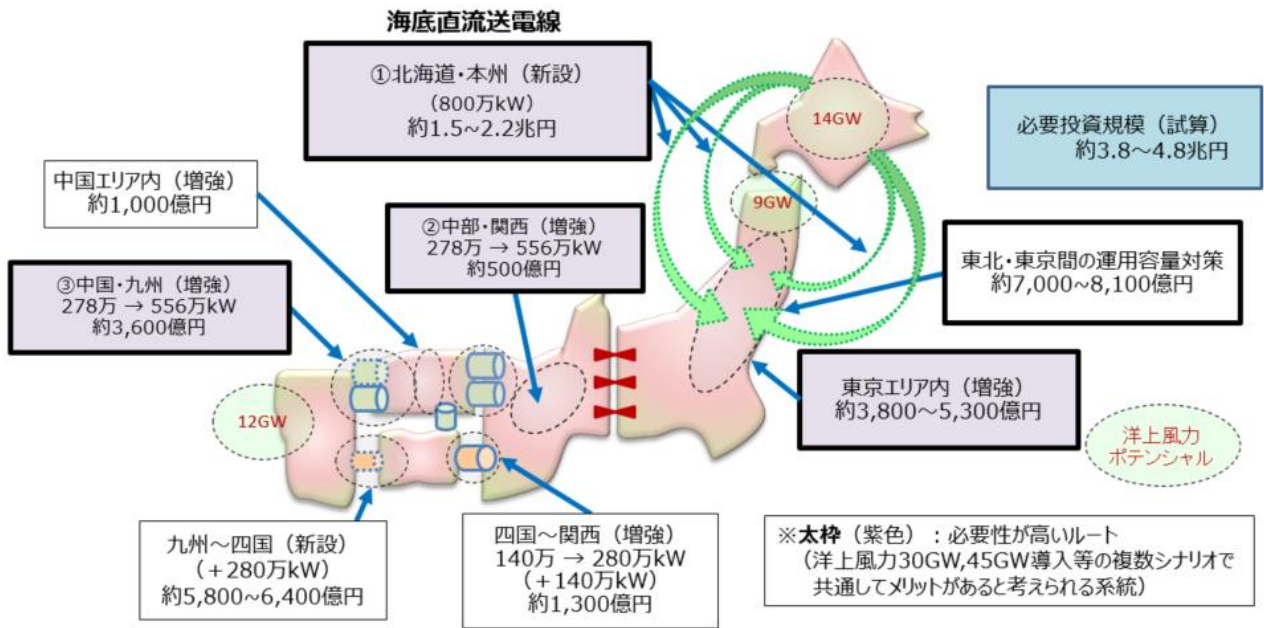 海底直流送電線
①北海道・本州（新設）
（800万kW）
約1.5~2.2兆円
14GW
必要投資規模（試算）
約3.8～4.8兆円
中国エリア内（増強）
約1,000億円
9GW
②中部・関西（増強）
278万 → 556万kW
約500億円
東北・東京間の運用容量対策
約7,000~8,100億円
③中国・九州（増強）
278万 → 556万kW
約3,600億円
東京エリア内（増強）
約3,800～5,300億円
12GW
洋上風力
ポテンシャル
九州～四国（新設）
（＋280万kW）
約5,800~6,400億円
四国～関西（増強）
140万 → 280万kW
（＋140万kW）
約1,300億円
※太枠（紫色）：必要性が高いルート
（洋上風力30GW,45GW導入等の複数シナリオで
共通してメリットがあると考えられる系統）